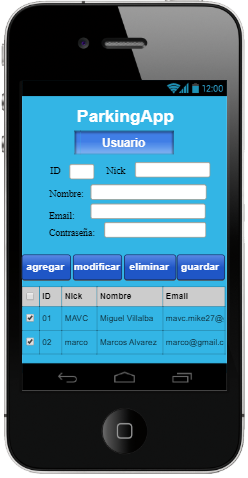 12:00
ParkingApp
Usuario
ID Nick
Nombre:
Email:
Contraseña:
agregar modificar eliminar guardar
ID Nick Nombre Email
01 MAVC Miguel Villalba mavc.mike27@
02 marco Marcos Alvarez marco@gmail.c